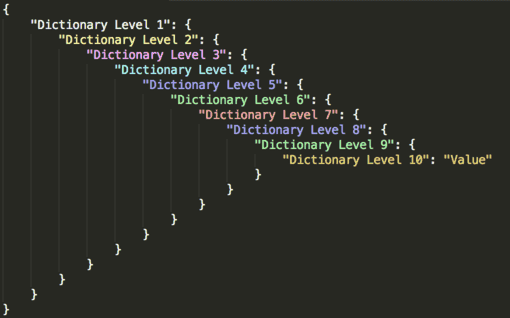 {
"Dictionary Level 1": {
"Dictionary Level 2": {
"Dictionary Level 3": {
"Dictionary Level 4": {
"Dictionary Level 5": {
"Dictionary Level 6": {
"Dictionary Level 7": {
"Dictionary Level 8": {
"Dictionary Level 9": {
"Dictionary Level 10": "Value"
}
}
}
}
}
}
}
}
}
}